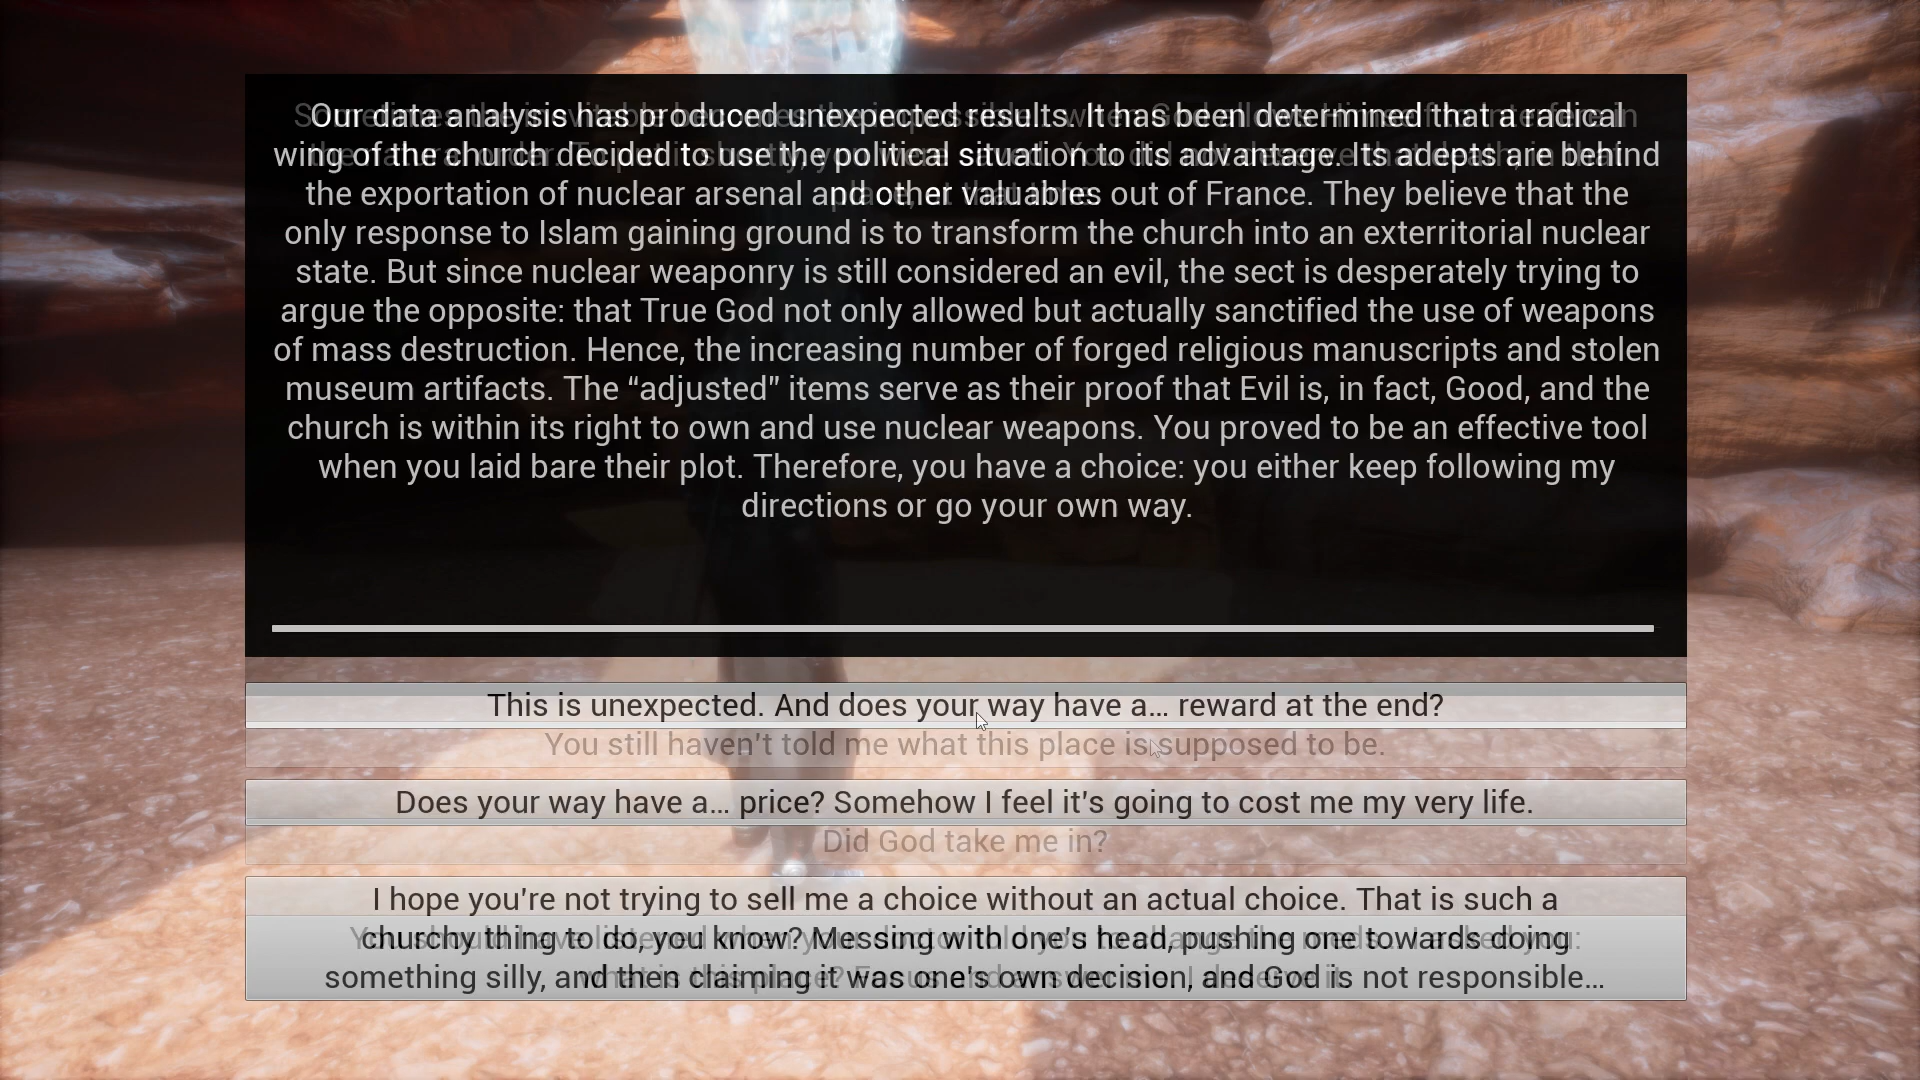 Our data analysis has produced unexpected results. It has been determined that a radical
wing of the church decided to use the political situation to its advantage. Its adepts are behind
the exportation of nuclear arsenal and other valuables out of France. They believe that the
only response to Islam gaining ground is to transform the church into an exterritorial nuclear
state. But since nuclear weaponry is still considered an evil, the sect is desperately trying to
argue the opposite: that True God not only allowed but actually sanctified the use of weapons
of mass destruction. Hence, the increasing number of forged religious manuscripts and stolen
museum artifacts. The “adjusted” items serve as their proof that Evil is, in fact, Good, and the
church is within its right to own and use nuclear weapons. You proved to be an effective tool
when you laid bare their plot. Therefore, you have a choice: you either keep following my
directions or go your own way.
This is unexpected. And does your way have a... reward at the end?
You still haven't told me what this place is supposed to be.
Does your way have a... price? Somehow I feel it's going to cost me my very life.
Did God take me in?
I hope you're not trying to sell me a choice without an actual choice. That is such a
churchy thing to do, you know? Messing with one's head, pushing one towards doing
something silly, and then claiming it was one's own decision, and God is not responsible...